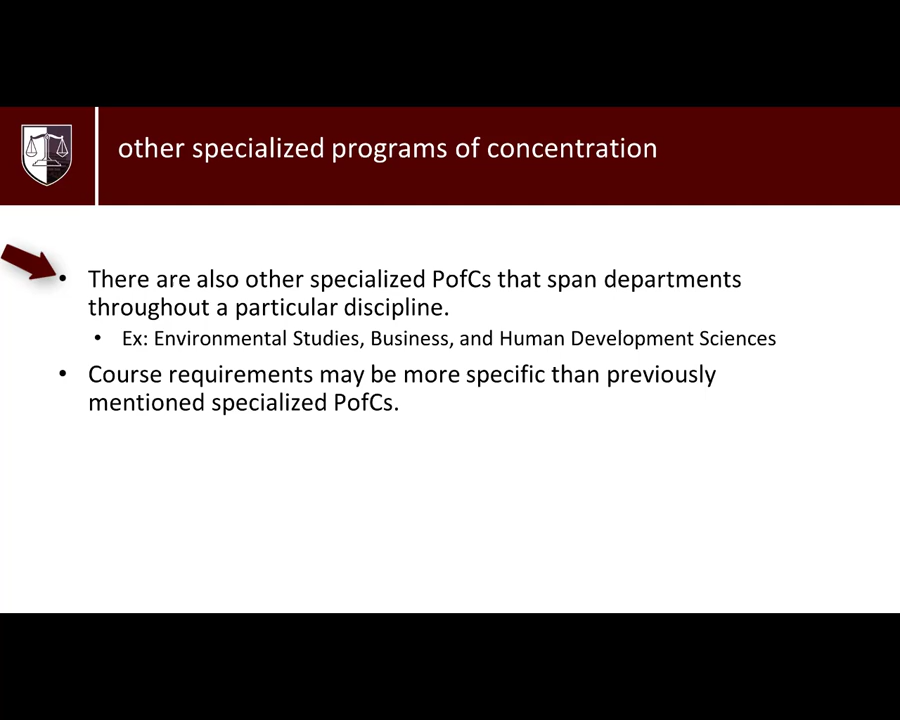 other specialized programs of concentration
• There are also other specialized PofCs that span departments
throughout a particular discipline.
• Ex: Environmental Studies, Business, and Human Development Sciences
• Course requirements may be more specific than previously
mentioned specialized PofCs.